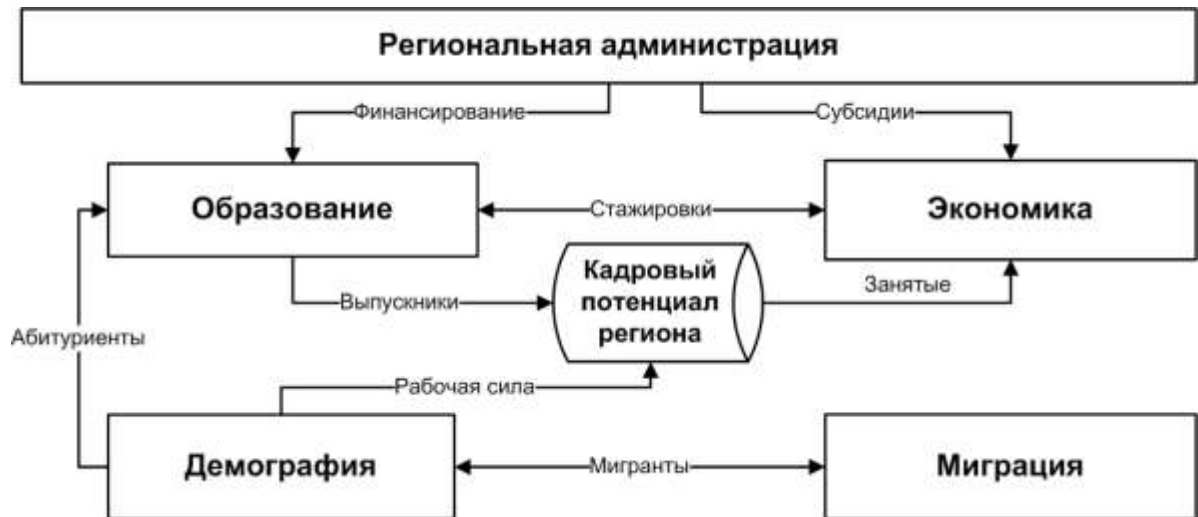 Региональная администрация
Финансирование
Субсидии
Образование
Стажировки
Экономика
Кадровый
потенциал
региона
Занятые
Выпускники
Абитуриенты
Рабочая сила
Демография
Мигранты
Миграция